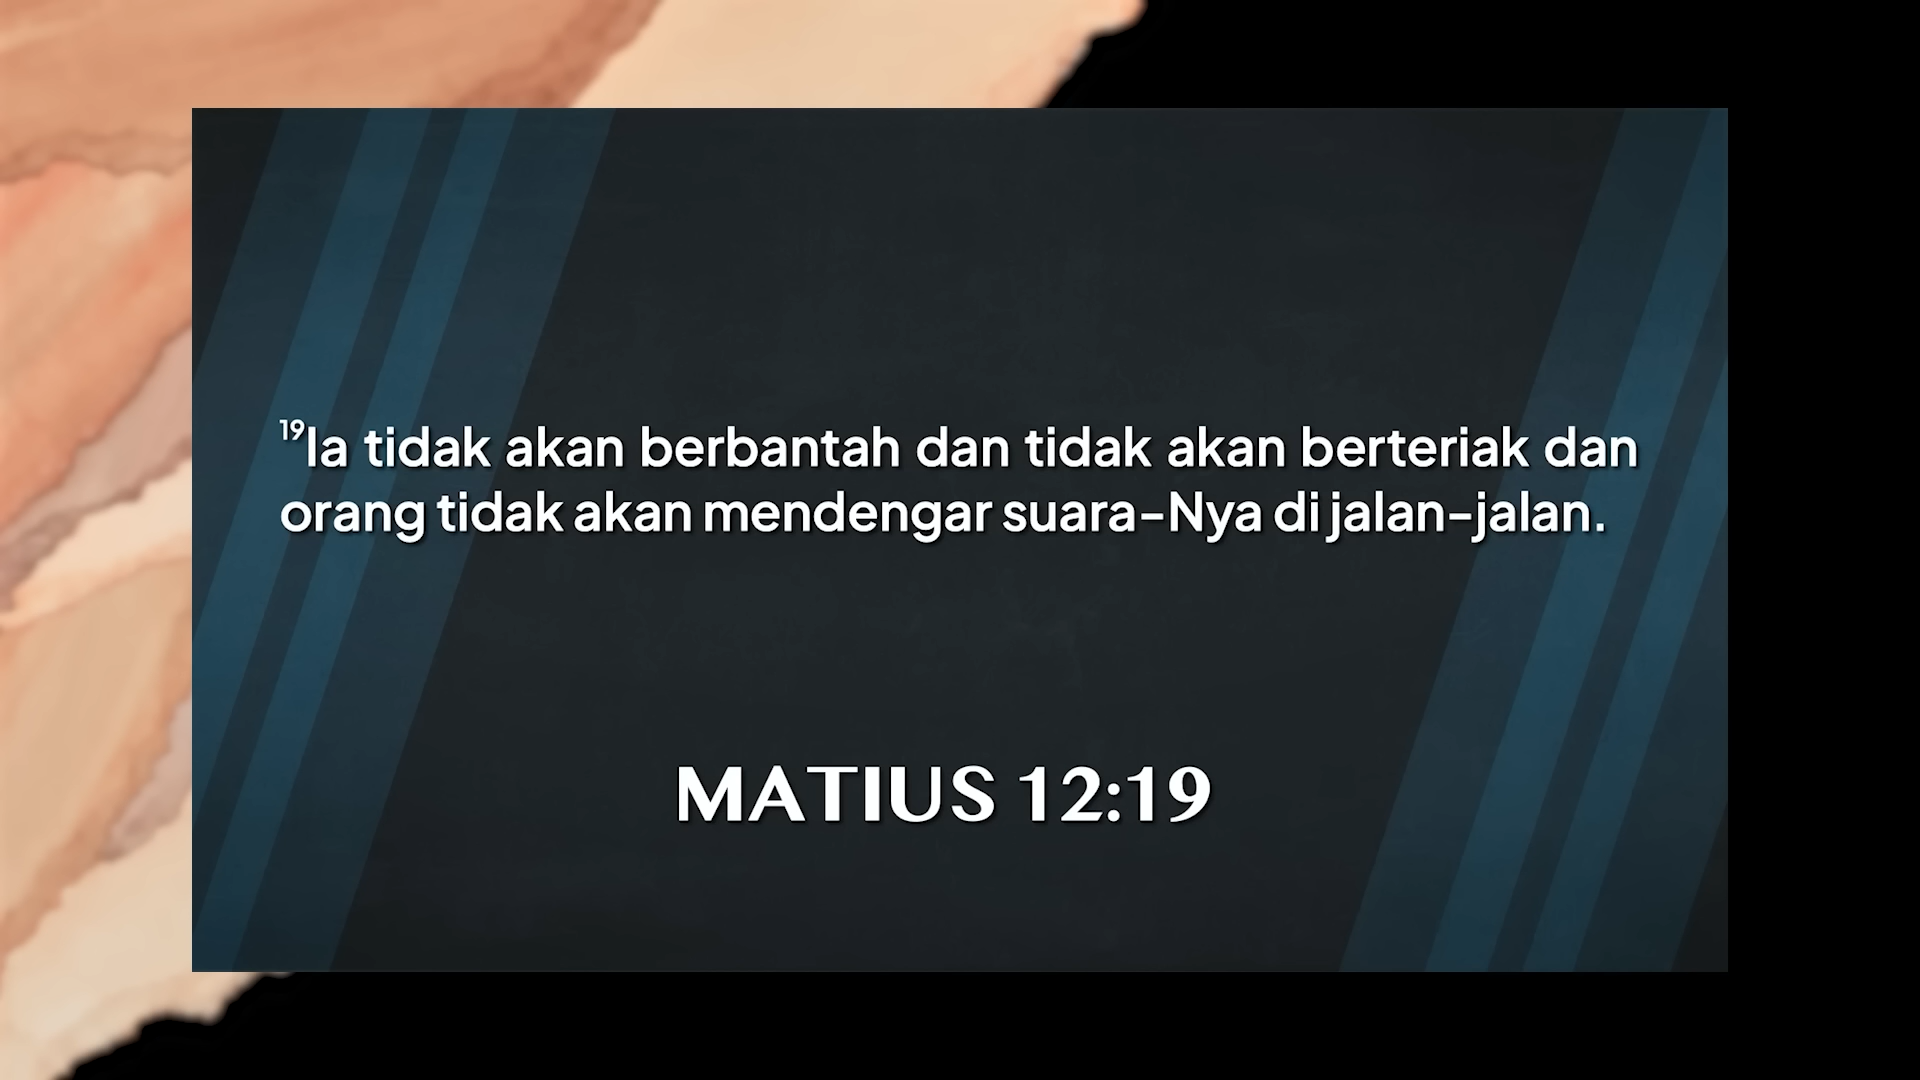 ¹⁹Ia tidak akan berbantah dan tidak akan berteriak dan
orang tidak akan mendengar suara-Nya di jalan-jalan.
MATIUS 12:19